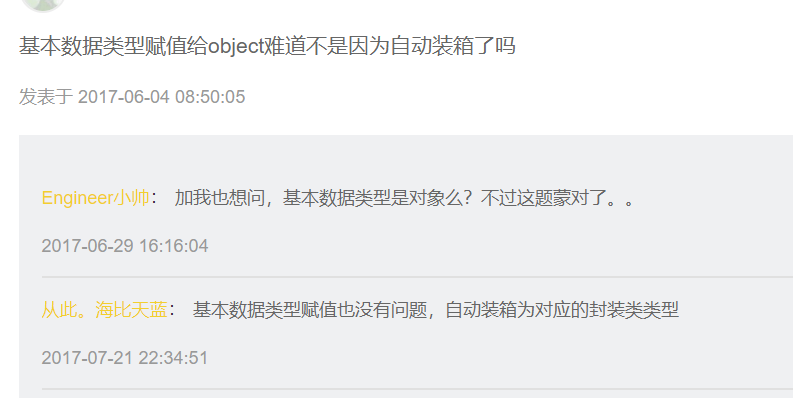 基本数据类型赋值给object难道不是因为自动装箱了吗
发表于 2017-06-04 08:50:05
Engineer小帅： 加我也想问，基本数据类型是对象么？不过这题蒙对了。。
2017-06-29 16:16:04
从此。海比天蓝： 基本数据类型赋值也没有问题，自动装箱为对应的封装类类型
2017-07-21 22:34:51